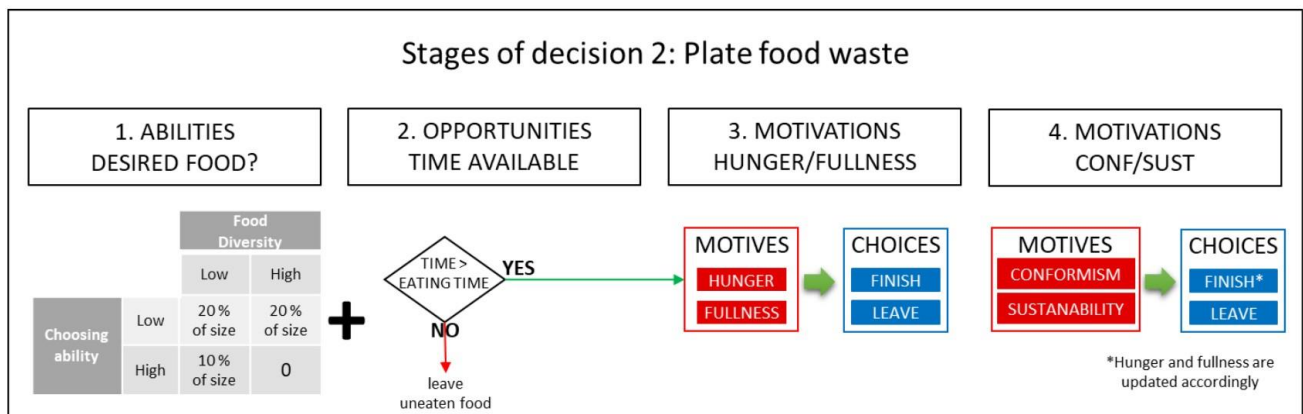 Stages of decision 2: Plate food waste
1. ABILITIES
DESIRED FOOD?
2. OPPORTUNITIES
TIME AVAILABLE
3. MOTIVATIONS
HUNGER/FULLNESS
4. MOTIVATIONS
CONF/SUST
Food
Diversity
Low
High
Choosing
ability
Low
20 %
of size
20 %
of size
High
10 %
of size
0
+
TIME >
EATING TIME
YES
NO
leave
uneaten food
MOTIVES
HUNGER
FULLNESS
CHOICES
FINISH
LEAVE
MOTIVES
CONFORMISM
SUSTANABILITY
CHOICES
FINISH*
LEAVE
*Hunger and fullness are
updated accordingly